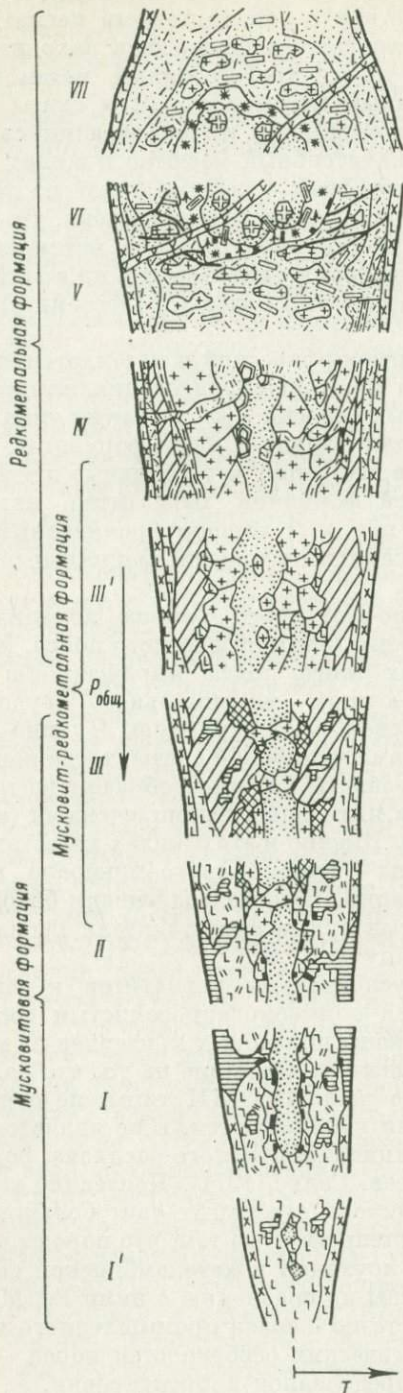 VII
VI
V
IV
III'
III
II
I
I'
Редкометальная формация
Мусковит-редкометальная формация
Мусковитовая формация
Pобщ
T